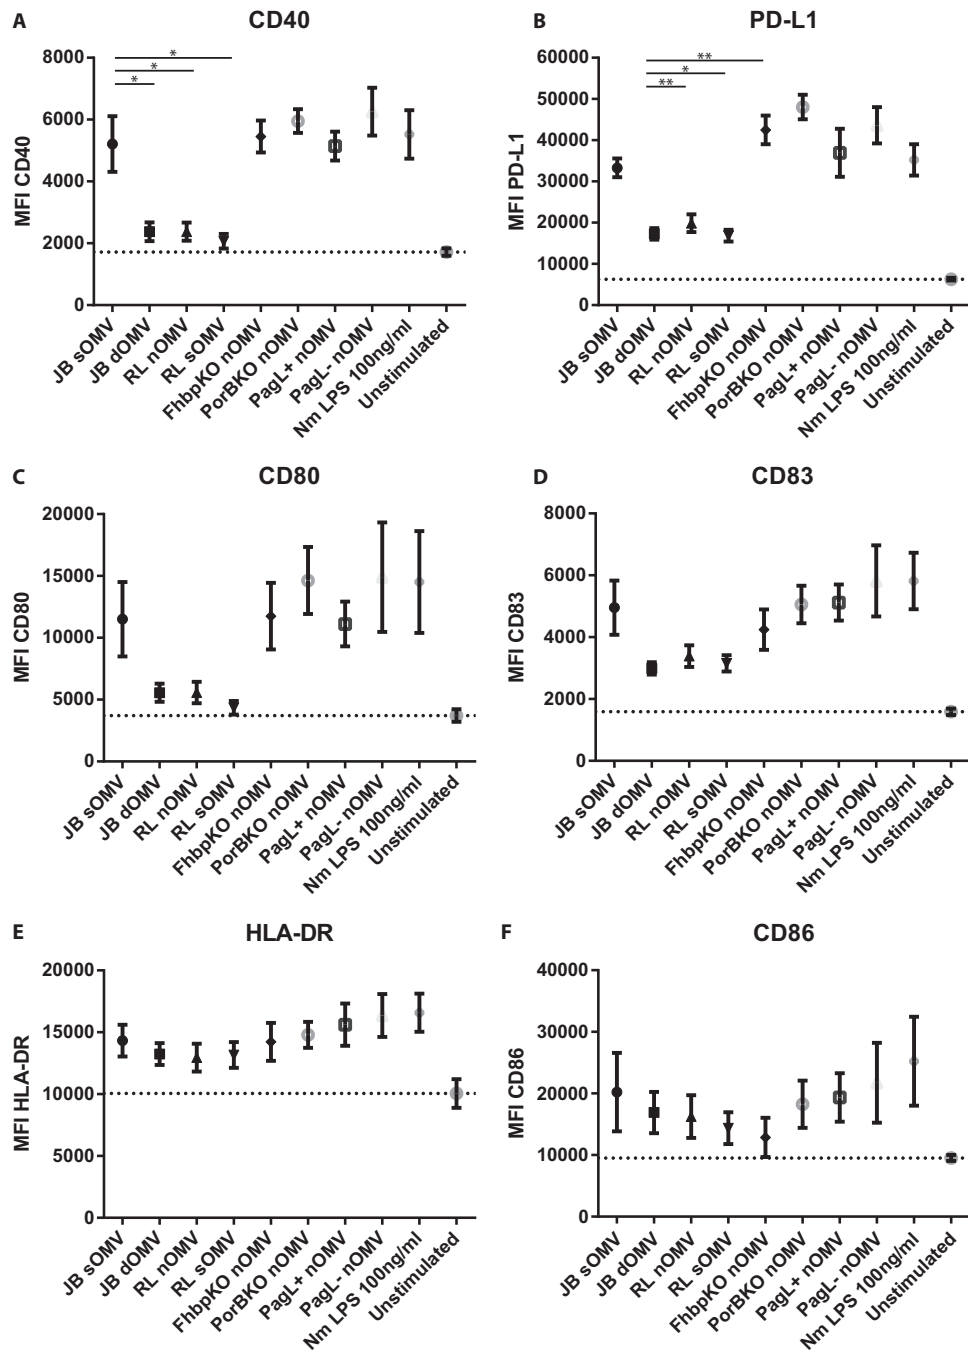 A
CD40
MFI CD40
8000
6000
4000
2000
0
*
*
*
JB sOMV
JB dOMV
RL nOMV
RL sOMV
FhbpKO nOMV
PorBKO nOMV
PagL+ nOMV
PagL- nOMV
Nm LPS 100ng/ml
Unstimulated
B
PD-L1
MFI PD-L1
60000
50000
40000
30000
20000
10000
0
**
*
**
JB sOMV
JB dOMV
RL nOMV
RL sOMV
FhbpKO nOMV
PorBKO nOMV
PagL+ nOMV
PagL- nOMV
Nm LPS 100ng/ml
Unstimulated
C
CD80
MFI CD80
20000
15000
10000
5000
0
JB sOMV
JB dOMV
RL nOMV
RL sOMV
FhbpKO nOMV
PorBKO nOMV
PagL+ nOMV
PagL- nOMV
Nm LPS 100ng/ml
Unstimulated
D
CD83
MFI CD83
8000
6000
4000
2000
0
JB sOMV
JB dOMV
RL nOMV
RL sOMV
FhbpKO nOMV
PorBKO nOMV
PagL+ nOMV
PagL- nOMV
Nm LPS 100ng/ml
Unstimulated
E
HLA-DR
MFI HLA-DR
20000
15000
10000
5000
0
JB sOMV
JB dOMV
RL nOMV
RL sOMV
FhbpKO nOMV
PorBKO nOMV
PagL+ nOMV
PagL- nOMV
Nm LPS 100ng/ml
Unstimulated
F
CD86
MFI CD86
40000
30000
20000
10000
0
JB sOMV
JB dOMV
RL nOMV
RL sOMV
FhbpKO nOMV
PorBKO nOMV
PagL+ nOMV
PagL- nOMV
Nm LPS 100ng/ml
Unstimulated